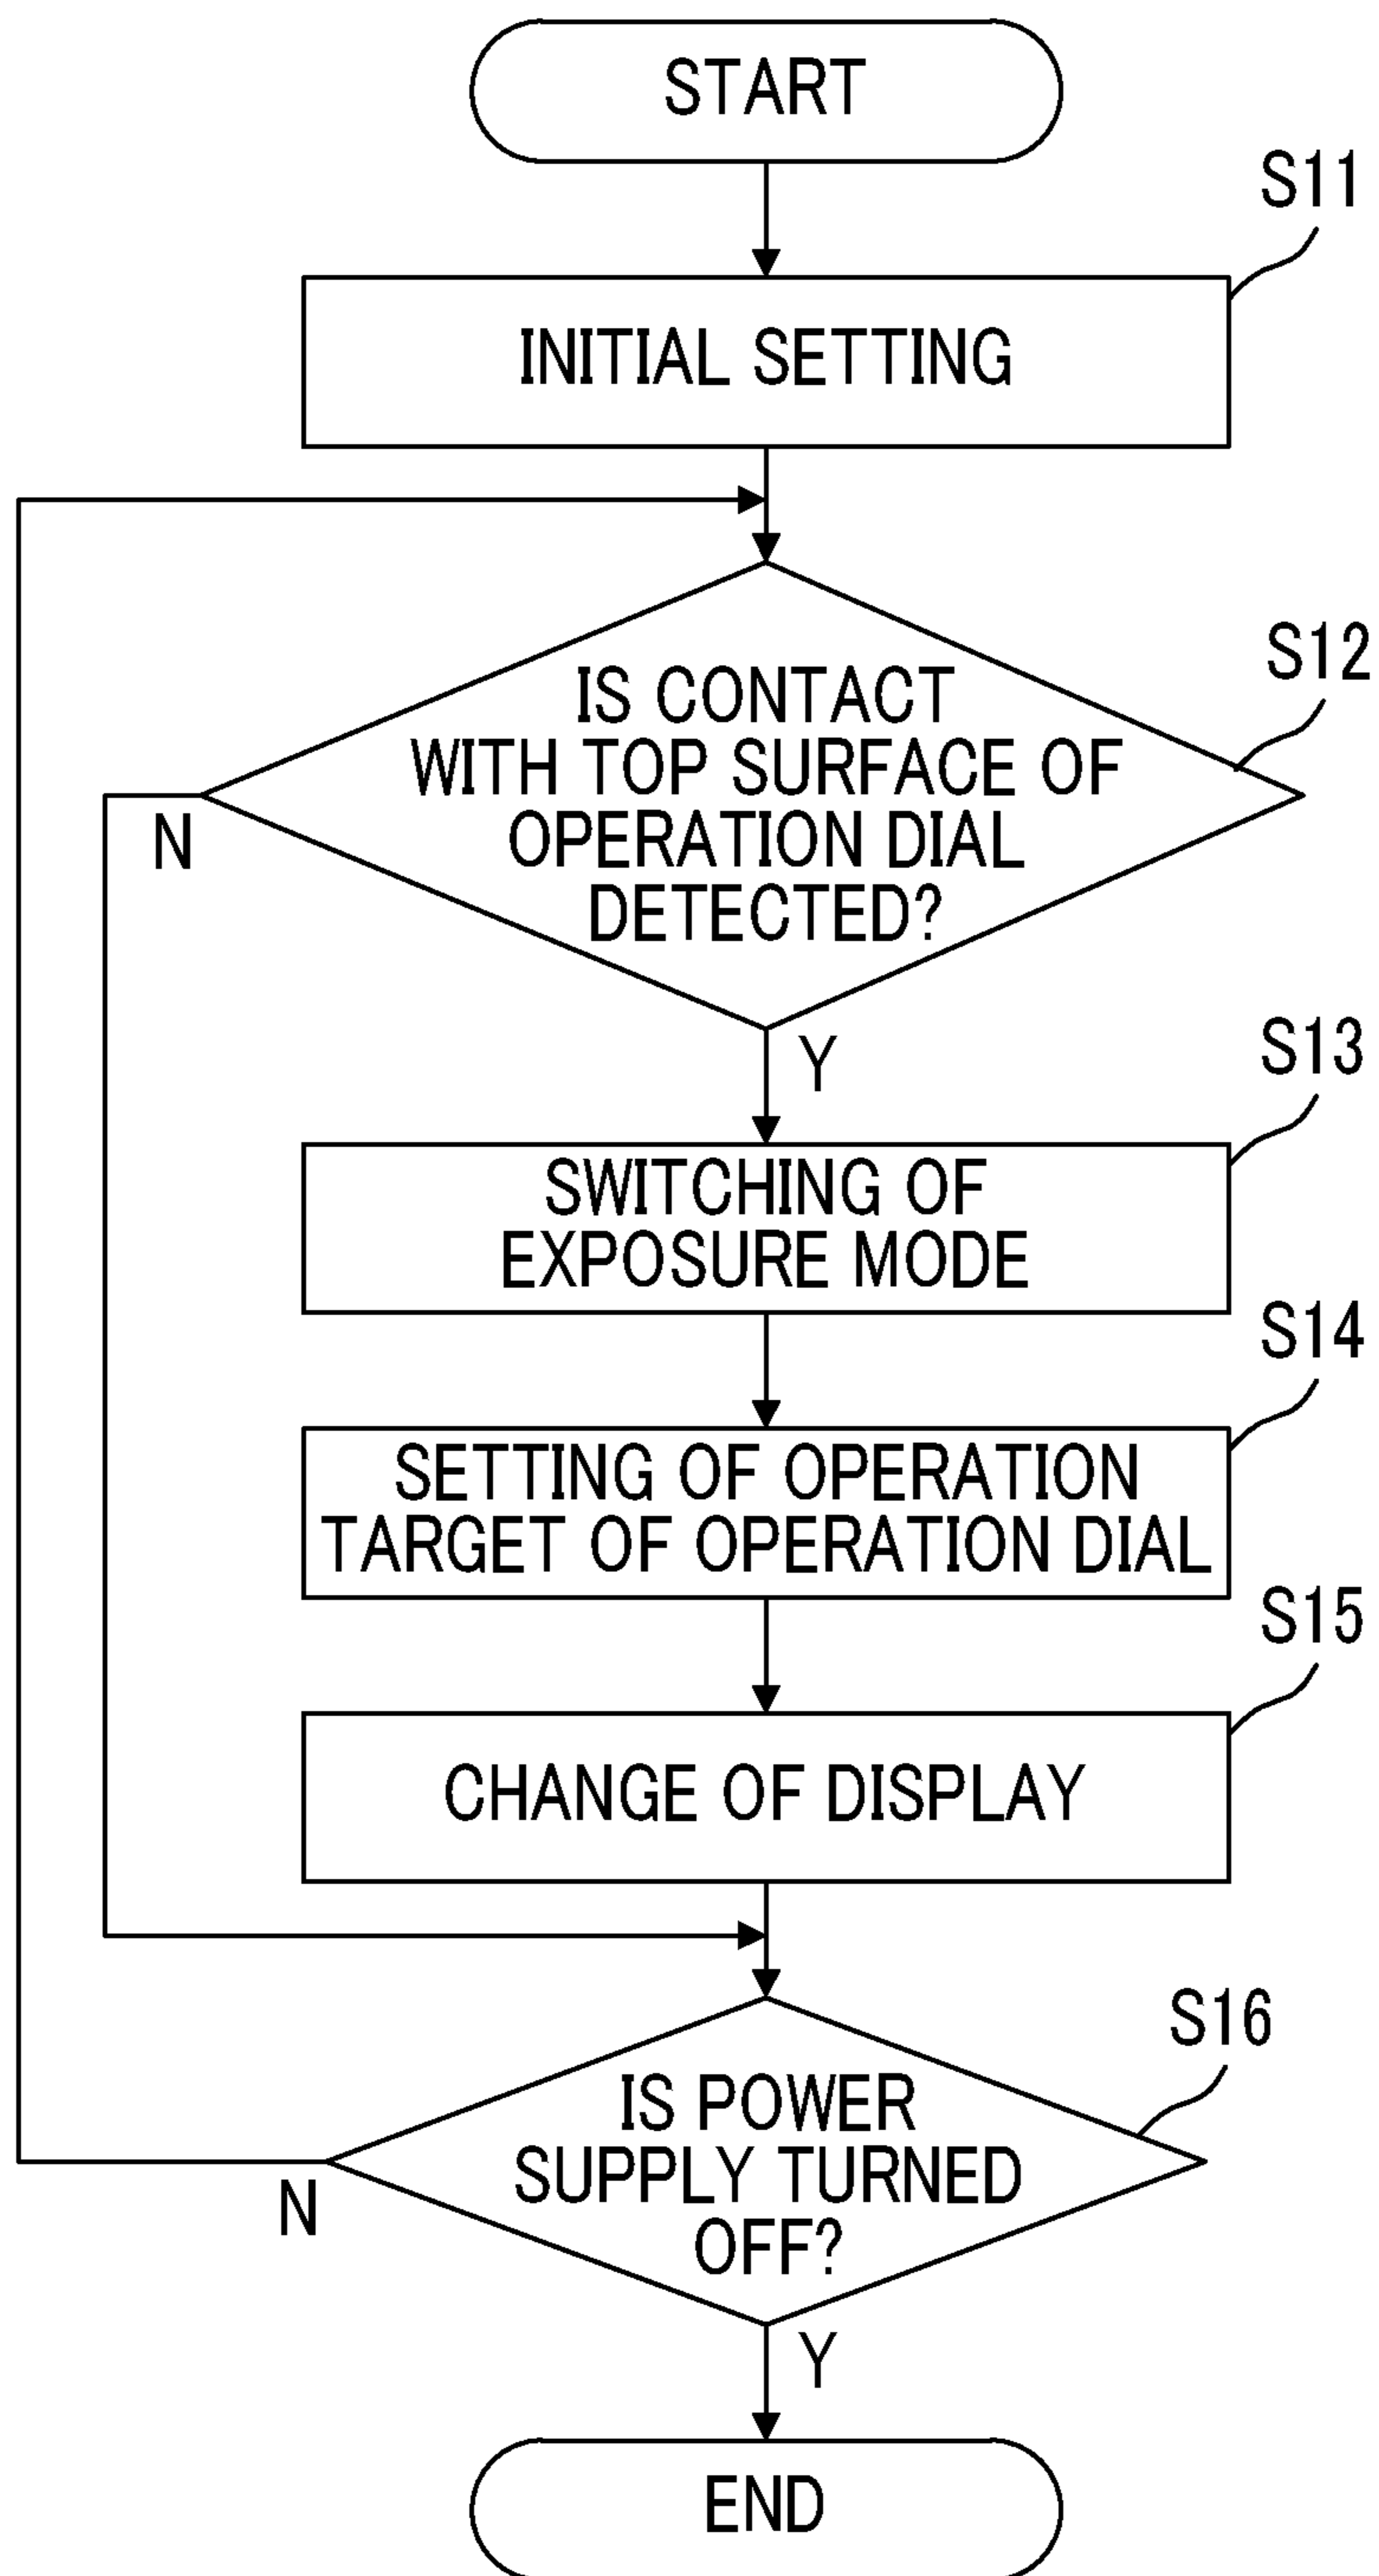 START
S11
INITIAL SETTING
S12
IS CONTACT
WITH TOP SURFACE OF
OPERATION DIAL
DETECTED?
N
Y
S13
SWITCHING OF
EXPOSURE MODE
S14
SETTING OF OPERATION
TARGET OF OPERATION DIAL
S15
CHANGE OF DISPLAY
S16
IS POWER
SUPPLY TURNED
OFF?
N
Y
END